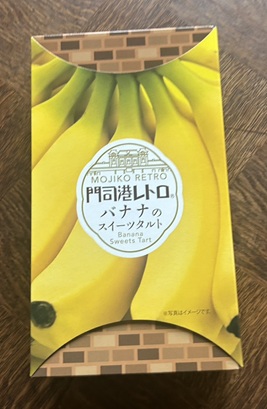 MOJIKO RETRO
門司港レトロ®
バナナの
スイーツタルト
Banana
Sweets Tart
※写真はイメージです。